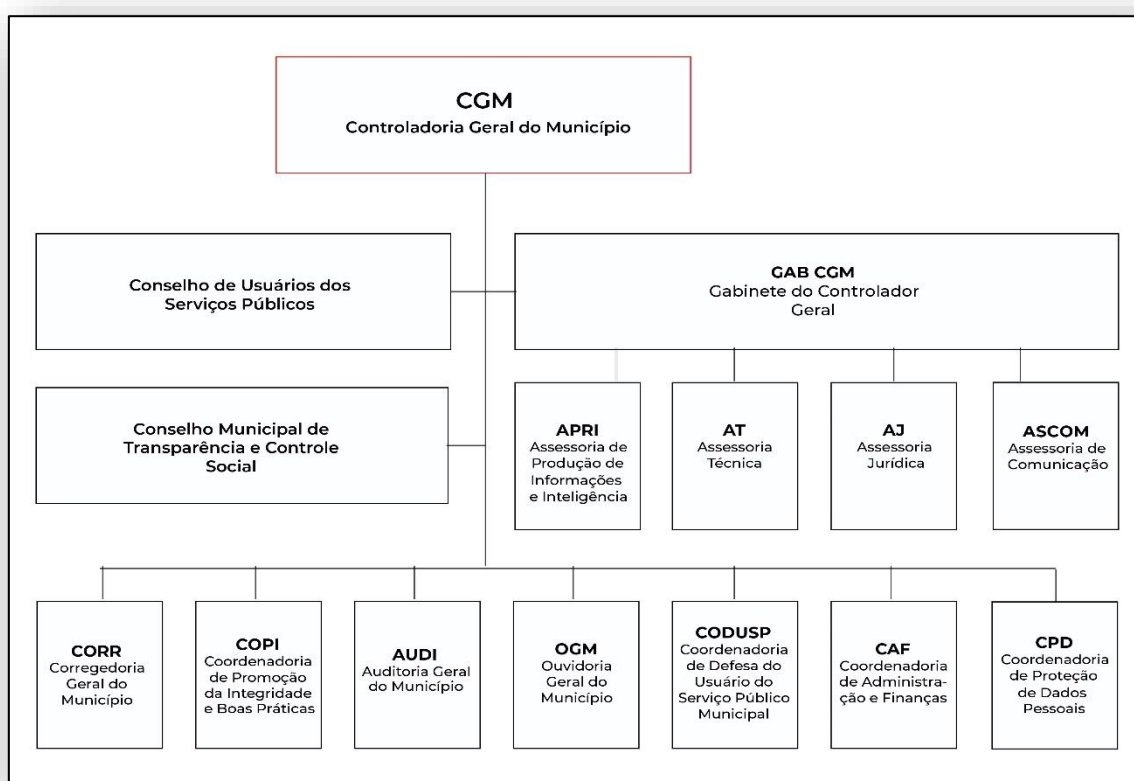 CGM
Controladoria Geral do Município
Conselho de Usuários dos
Serviços Públicos
GAB CGM
Gabinete do Controlador
Geral
Conselho Municipal de
Transparência e Controle
Social
APRI
Assessoria de
Produção de
Informações
e Inteligência
AT
Assessoria
Técnica
AJ
Assessoria
Jurídica
ASCOM
Assessoria de
Comunicação
CORR
Corregedoria
Geral do
Município
COPI
Coordenadoria
de Promoção
da Integridade
e Boas Práticas
AUDI
Auditoria Geral
do Município
OGM
Ouvidoria
Geral do
Município
CODUSP
Coordenadoria
de Defesa do
Usuário do
Serviço Público
Municipal
CAF
Coordenadoria
de Administra-
ção e Finanças
CPD
Coordenadoria
de Proteção
de Dados
Pessoais